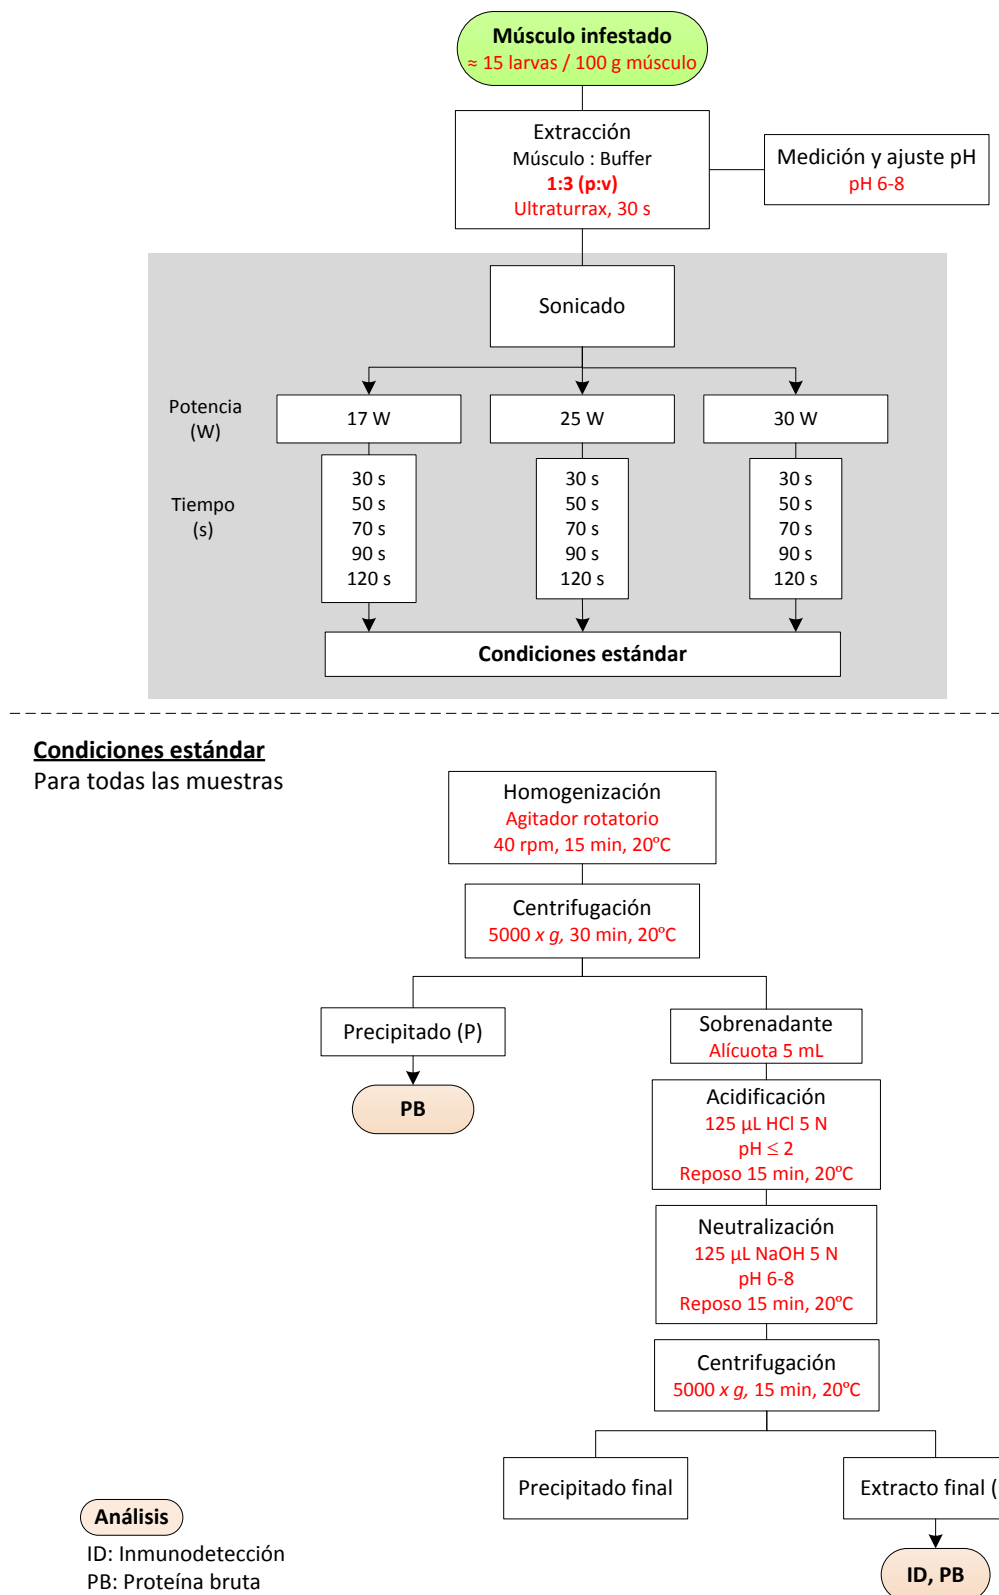 Músculo infestado
≈ 15 larvas / 100 g músculo
Extracción
Músculo : Buffer
1:3 (p:v)
Ultraturrax, 30 s
Medición y ajuste pH
pH 6-8
Sonicado
Potencia
(W)
17 W
25 W
30 W
Tiempo
(s)
30 s
50 s
70 s
90 s
120 s
30 s
50 s
70 s
90 s
120 s
30 s
50 s
70 s
90 s
120 s
Condiciones estándar
Condiciones estándar
Para todas las muestras
Homogenización
Agitador rotatorio
40 rpm, 15 min, 20ºC
Centrifugación
5000 x g, 30 min, 20ºC
Precipitado (P)
PB
Sobrenadante
Alícuota 5 mL
Acidificación
125 µL HCl 5 N
pH ≤ 2
Reposo 15 min, 20ºC
Neutralización
125 µL NaOH 5 N
pH 6-8
Reposo 15 min, 20ºC
Centrifugación
5000 x g, 15 min, 20ºC
Precipitado final
Extracto final (
ID, PB
Análisis
ID: Inmunodetección
PB: Proteína bruta